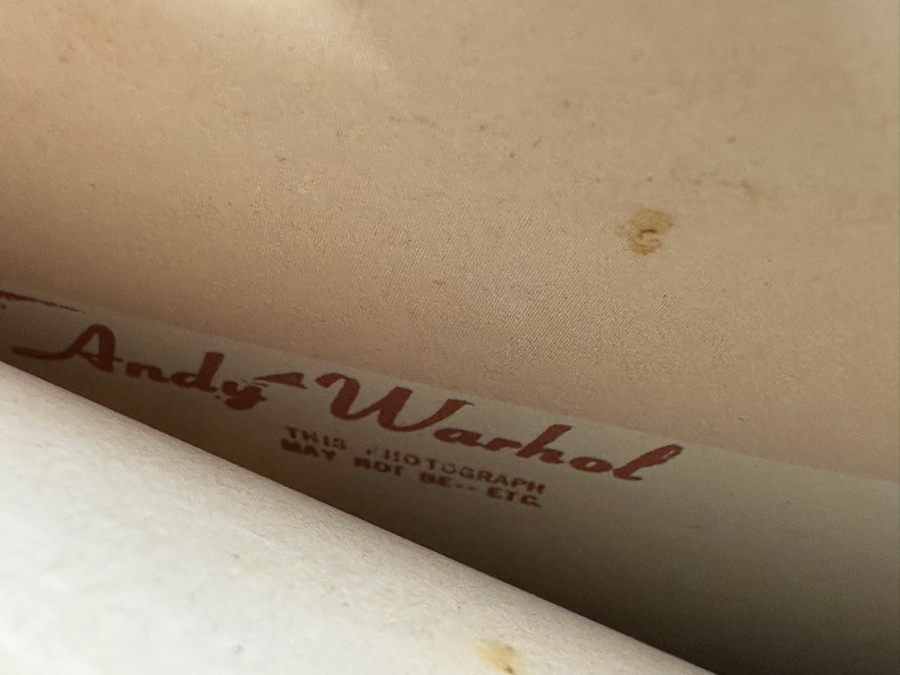 Andy Warhol
THIS PHOTOGRAPH
MAY NOT BE-- ETC